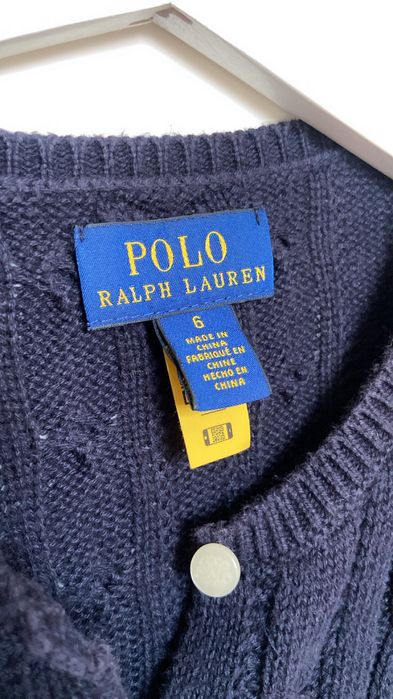 POLO
RALPH LAUREN
6
MADE IN
CHINA
FABRIQUÉ EN
CHINE
HECHO EN
CHINA